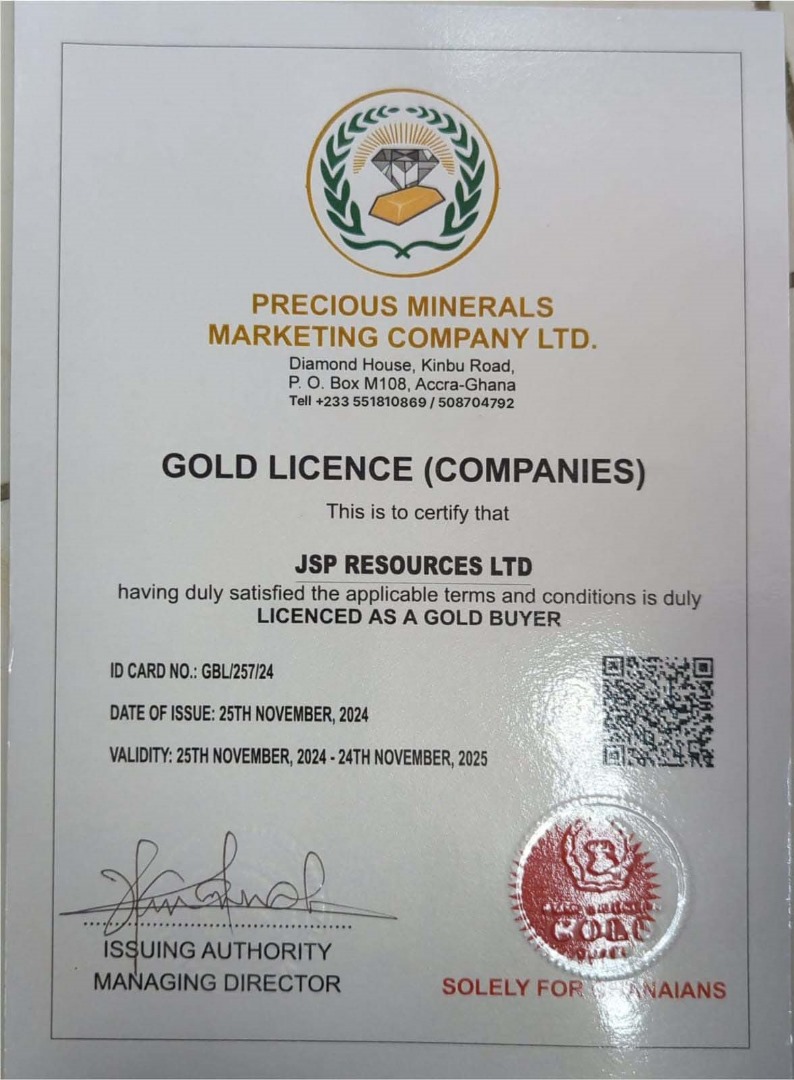 PRECIOUS MINERALS
MARKETING COMPANY LTD.
Diamond House, Kinbu Road,
P. O. Box M108, Accra-Ghana
Tell +233 551810869 / 508704792
GOLD LICENCE (COMPANIES)
This is to certify that
JSP RESOURCES LTD
having duly satisfied the applicable terms and conditions is duly
LICENCED AS A GOLD BUYER
ID CARD NO.: GBL/257/24
DATE OF ISSUE: 25TH NOVEMBER, 2024
VALIDITY: 25TH NOVEMBER, 2024 - 24TH NOVEMBER, 2025
ISSUING AUTHORITY
MANAGING DIRECTOR
GOLD
SOLELY FOR GHANAIANS